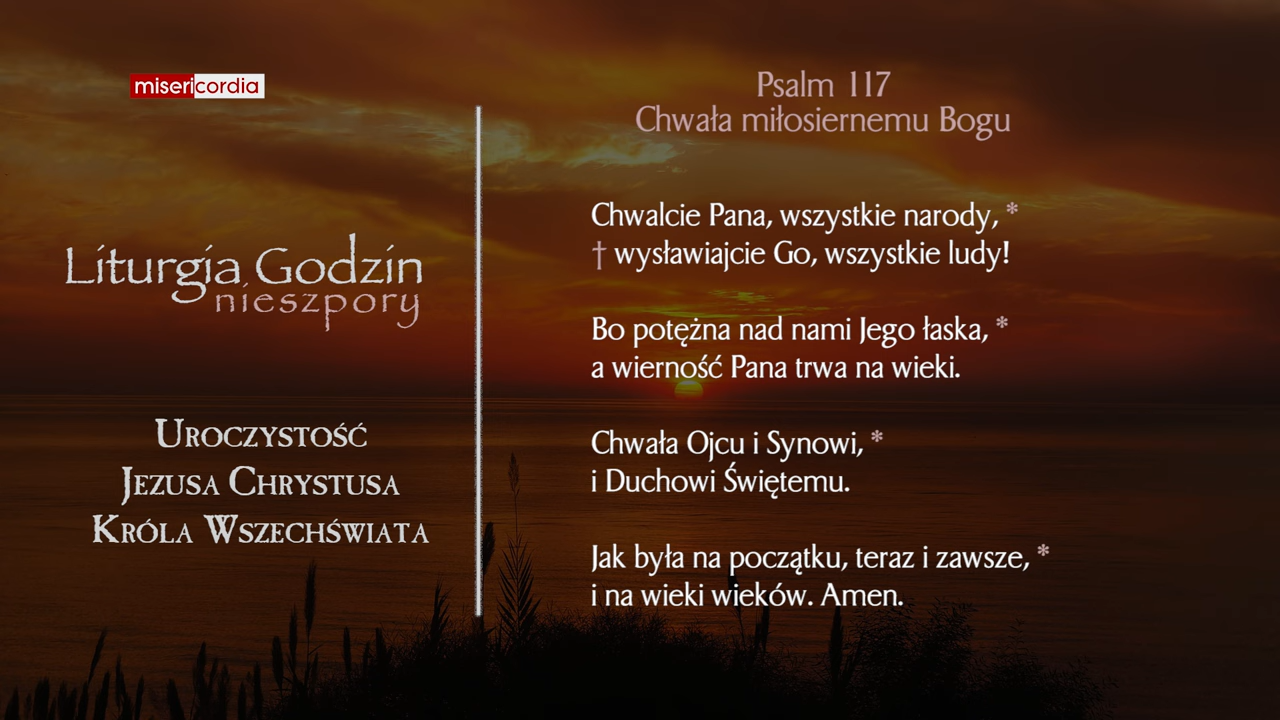 misericordia
Liturgia Godzin
nieszpory
Uroczystość
Jezusa Chrystusa
Króla Wszechświata
Psalm 117
Chwała miłosiernemu Bogu
Chwalcie Pana, wszystkie narody, *
† wysławiajcie Go, wszystkie ludy!
Bo potężna nad nami Jego łaska, *
a wierność Pana trwa na wieki.
Chwała Ojcu i Synowi, *
i Duchowi Świętemu.
Jak była na początku, teraz i zawsze, *
i na wieki wieków. Amen.